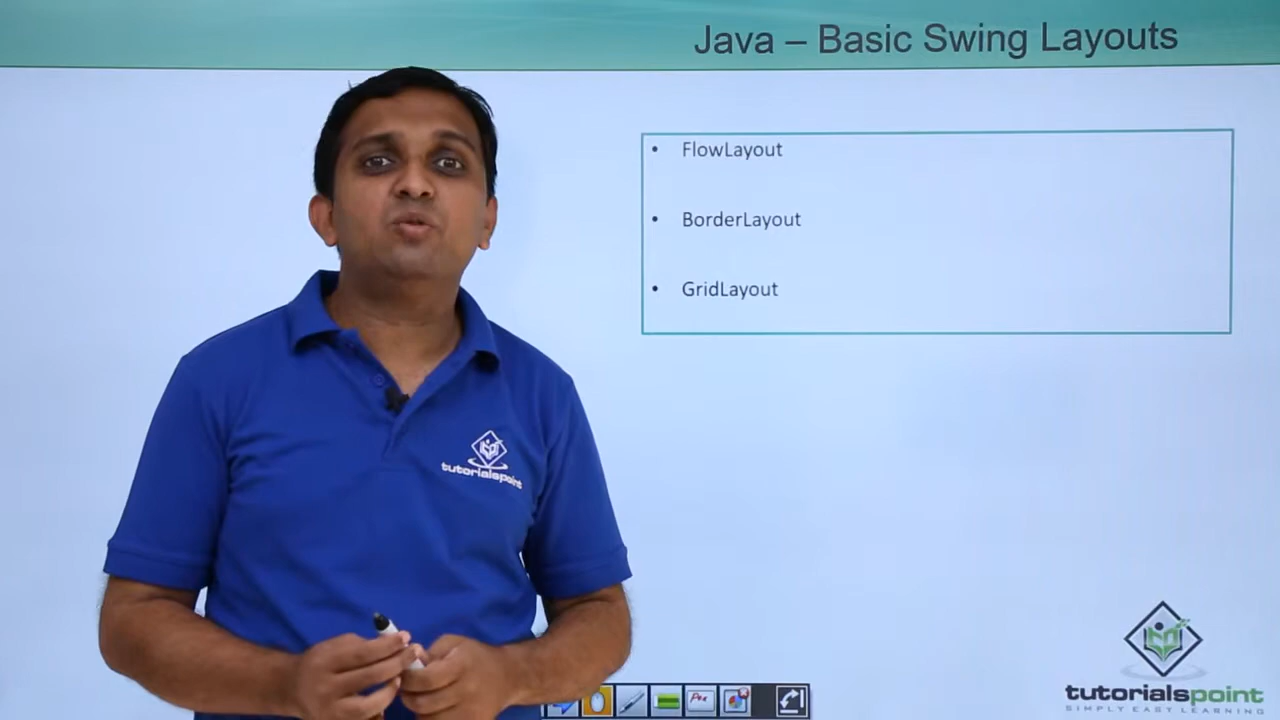 Java – Basic Swing Layouts
• FlowLayout
• BorderLayout
• GridLayout
tutorialspoint
tutorialspoint
SIMPLY EASY LEARNING